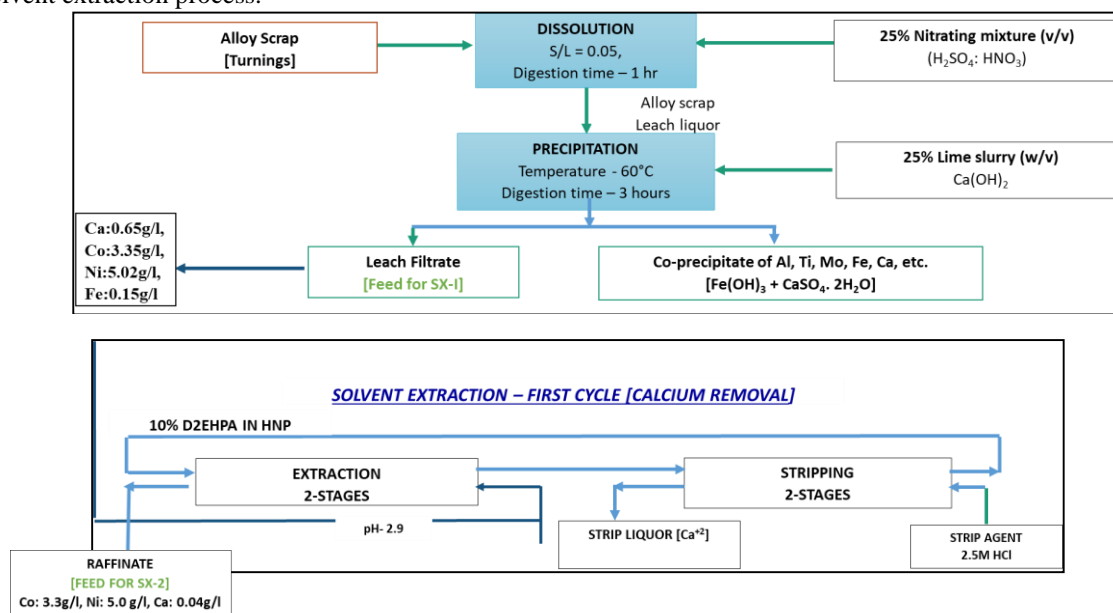 solvent extraction process.
Alloy Scrap
[Turnings]
DISSOLUTION
S/L = 0.05,
Digestion time – 1 hr
25% Nitrating mixture (v/v)
(H₂SO₄: HNO₃)
Alloy scrap
Leach liquor
PRECIPITATION
Temperature - 60°C
Digestion time – 3 hours
25% Lime slurry (w/v)
Ca(OH)₂
Ca:0.65g/l,
Co:3.35g/l,
Ni:5.02g/l,
Fe:0.15g/l
Leach Filtrate
[Feed for SX-I]
Co-precipitate of Al, Ti, Mo, Fe, Ca, etc.
[Fe(OH)₃ + CaSO₄. 2H₂O]
SOLVENT EXTRACTION – FIRST CYCLE [CALCIUM REMOVAL]
10% D2EHPA IN HNP
EXTRACTION
2-STAGES
STRIPPING
2-STAGES
pH- 2.9
STRIP LIQUOR [Ca⁺²]
STRIP AGENT
2.5M HCl
RAFFINATE
[FEED FOR SX-2]
Co: 3.3g/l, Ni: 5.0 g/l, Ca: 0.04g/l